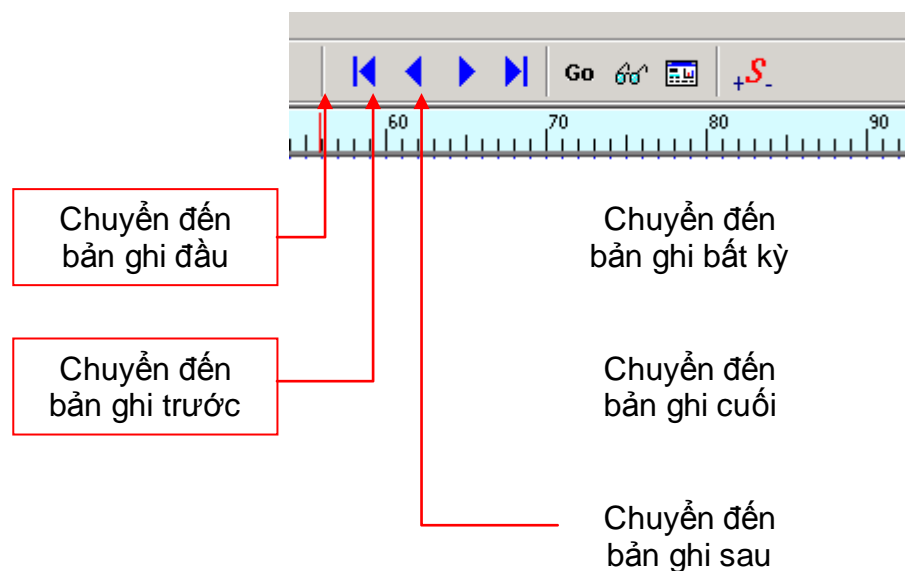 Go +S-
60 70 80 90
Chuyển đến
bản ghi đầu
Chuyển đến
bản ghi bất kỳ
Chuyển đến
bản ghi trước
Chuyển đến
bản ghi cuối
Chuyển đến
bản ghi sau